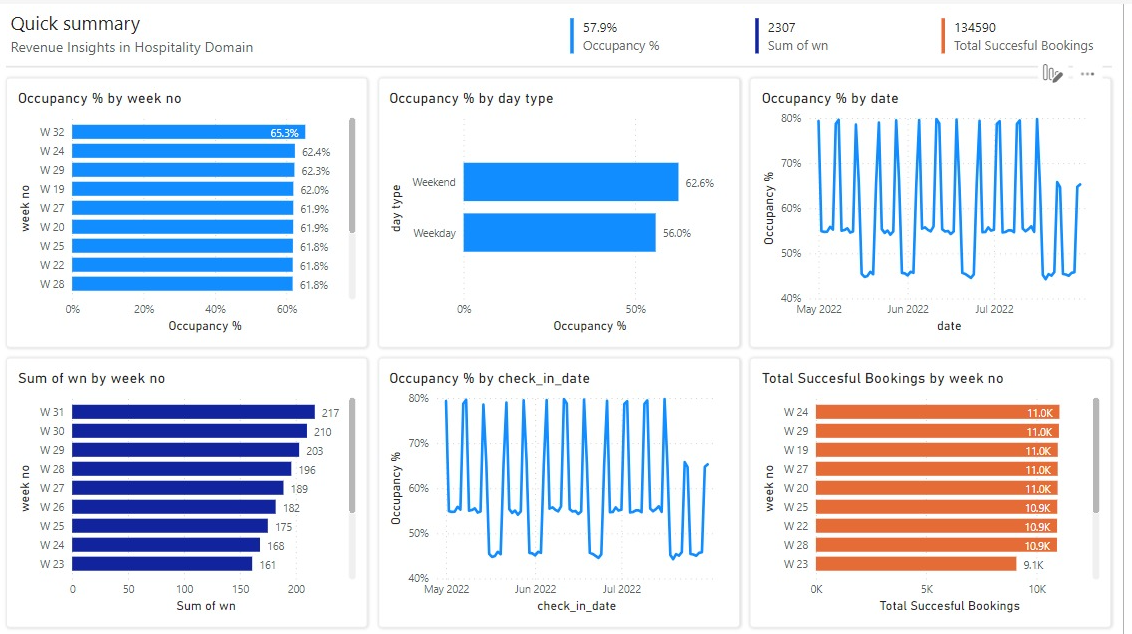 Quick summary
Revenue Insights in Hospitality Domain
57.9%
Occupancy %
2307
Sum of wn
134590
Total Succesful Bookings
Occupancy % by week no
week no
W 32 65.3%
W 24 62.4%
W 29 62.3%
W 19 62.0%
W 27 61.9%
W 20 61.9%
W 25 61.8%
W 22 61.8%
W 28 61.8%
0% 20% 40% 60%
Occupancy %
Occupancy % by day type
day type
Weekend 62.6%
Weekday 56.0%
0% 50%
Occupancy %
Occupancy % by date
Occupancy %
80%
70%
60%
50%
40%
May 2022 Jun 2022 Jul 2022
date
Sum of wn by week no
week no
W 31 217
W 30 210
W 29 203
W 28 196
W 27 189
W 26 182
W 25 175
W 24 168
W 23 161
0 50 100 150 200
Sum of wn
Occupancy % by check_in_date
Occupancy %
80%
70%
60%
50%
40%
May 2022 Jun 2022 Jul 2022
check_in_date
Total Succesful Bookings by week no
week no
W 24 11.0K
W 29 11.0K
W 19 11.0K
W 27 11.0K
W 20 11.0K
W 25 10.9K
W 22 10.9K
W 28 10.9K
W 23 9.1K
0K 5K 10K
Total Succesful Bookings